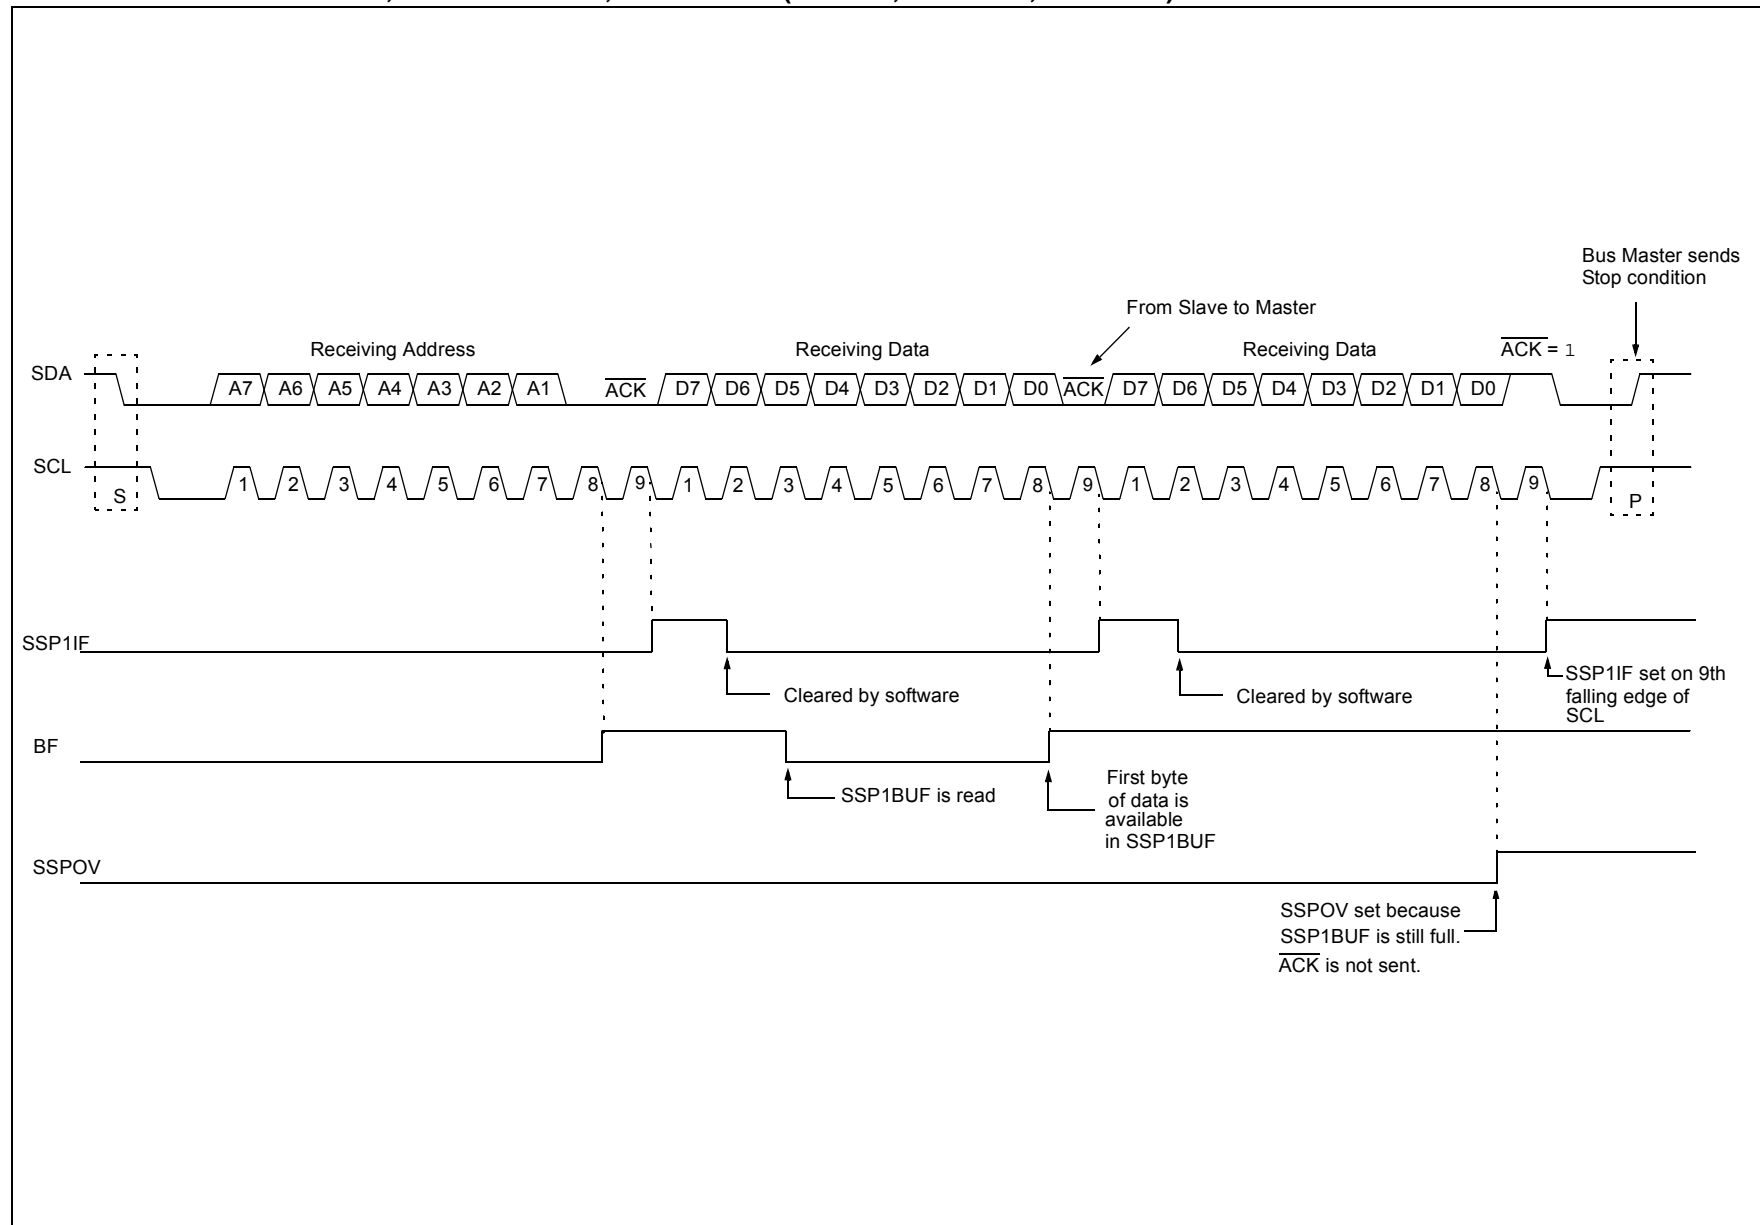 Bus Master sends
Stop condition
From Slave to Master
Receiving Address
Receiving Data
Receiving Data
ACK = 1
SDA
A7 A6 A5 A4 A3 A2 A1 ACK D7 D6 D5 D4 D3 D2 D1 D0 ACK D7 D6 D5 D4 D3 D2 D1 D0
SCL
S
1 2 3 4 5 6 7 8 9 1 2 3 4 5 6 7 8 9 1 2 3 4 5 6 7 8 9
P
SSP1IF
Cleared by software
Cleared by software
SSP1IF set on 9th
falling edge of
SCL
BF
SSP1BUF is read
First byte
of data is
available
in SSP1BUF
SSPOV
SSPOV set because
SSP1BUF is still full.
ACK is not sent.